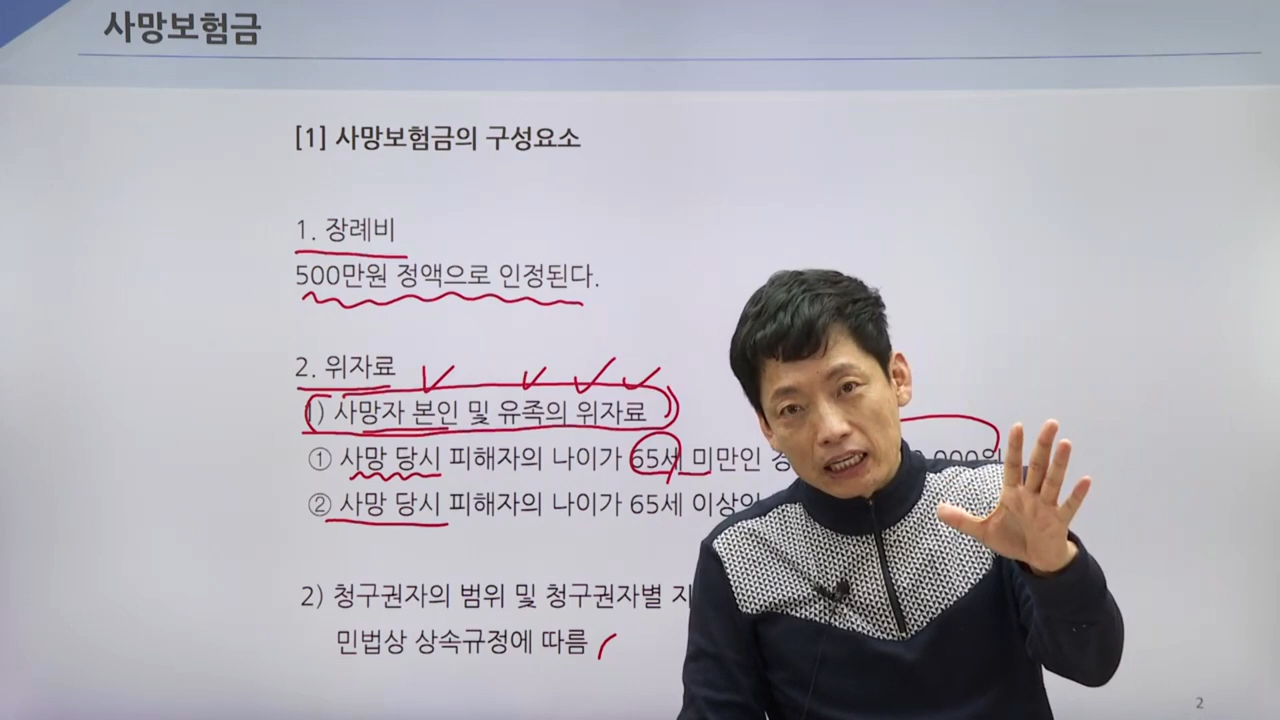 사망보험금
[1] 사망보험금의 구성요소
1. 장례비
500만원 정액으로 인정된다.
2. 위자료
1) 사망자 본인 및 유족의 위자료
① 사망 당시 피해자의 나이가 65세 미만인
② 사망 당시 피해자의 나이가 65세
2) 청구권자의 범위 및 청구권자별
민법상 상속규정에 따름
2